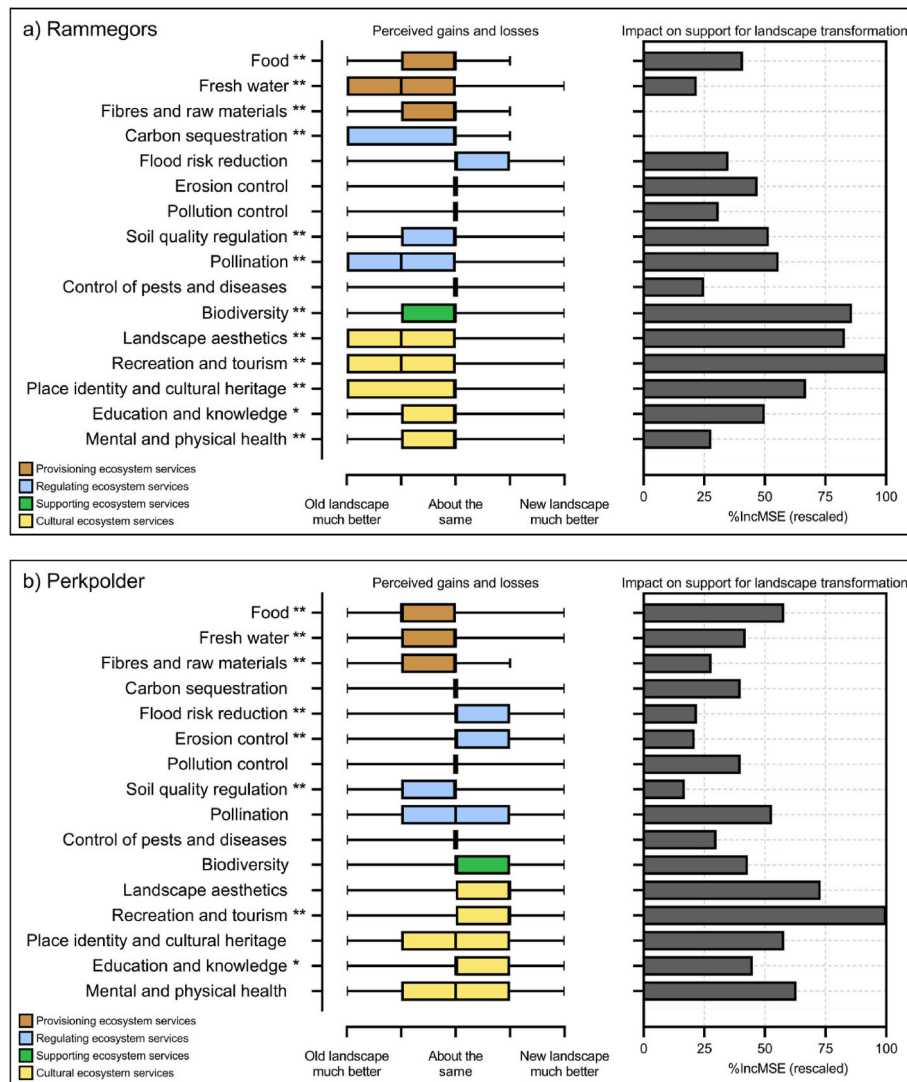 a) Rammegors
Perceived gains and losses
Impact on support for landscape transformation
Food **
Fresh water **
Fibres and raw materials **
Carbon sequestration **
Flood risk reduction
Erosion control
Pollution control
Soil quality regulation **
Pollination **
Control of pests and diseases
Biodiversity **
Landscape aesthetics **
Recreation and tourism **
Place identity and cultural heritage **
Education and knowledge *
Mental and physical health **
Provisioning ecosystem services
Regulating ecosystem services
Supporting ecosystem services
Cultural ecosystem services
Old landscape
much better
About the
same
New landscape
much better
0 25 50 75 100
%IncMSE (rescaled)
b) Perkpolder
Perceived gains and losses
Impact on support for landscape transformation
Food **
Fresh water **
Fibres and raw materials **
Carbon sequestration
Flood risk reduction **
Erosion control **
Pollution control
Soil quality regulation **
Pollination
Control of pests and diseases
Biodiversity
Landscape aesthetics
Recreation and tourism **
Place identity and cultural heritage
Education and knowledge *
Mental and physical health
Provisioning ecosystem services
Regulating ecosystem services
Supporting ecosystem services
Cultural ecosystem services
Old landscape
much better
About the
same
New landscape
much better
0 25 50 75 100
%IncMSE (rescaled)